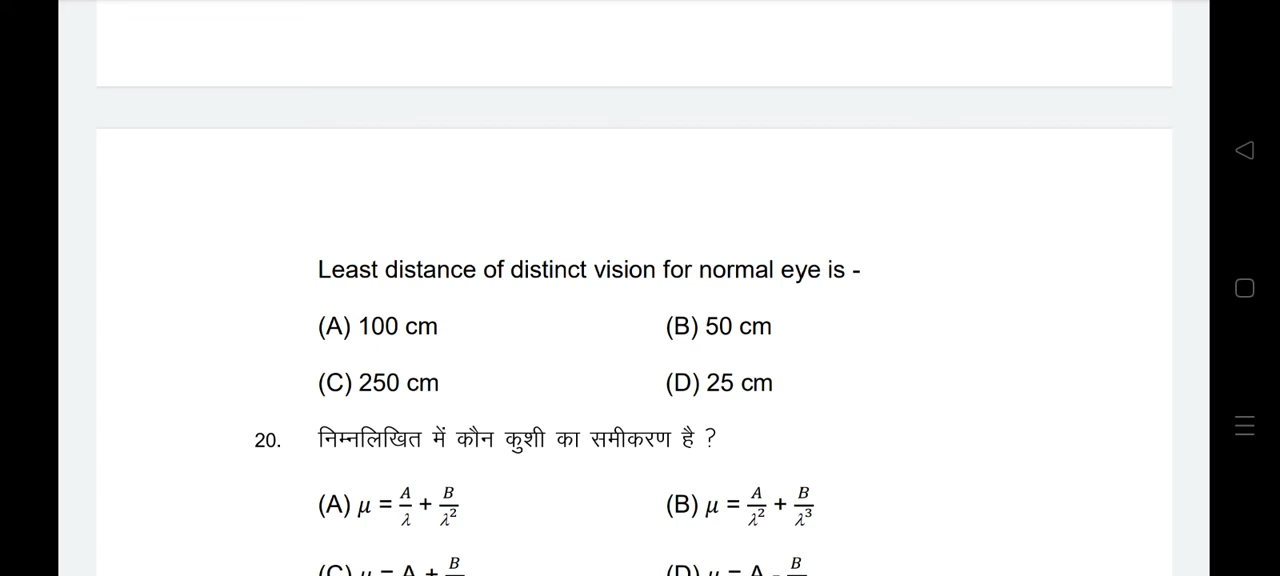 Least distance of distinct vision for normal eye is -
(A) 100 cm (B) 50 cm
(C) 250 cm (D) 25 cm
20. निम्नलिखित में कौन कुशी का समीकरण है ?
(A) μ = A/λ + B/λ² (B) μ = A/λ² + B/λ³
(C) μ = A + B (D) μ = A - B